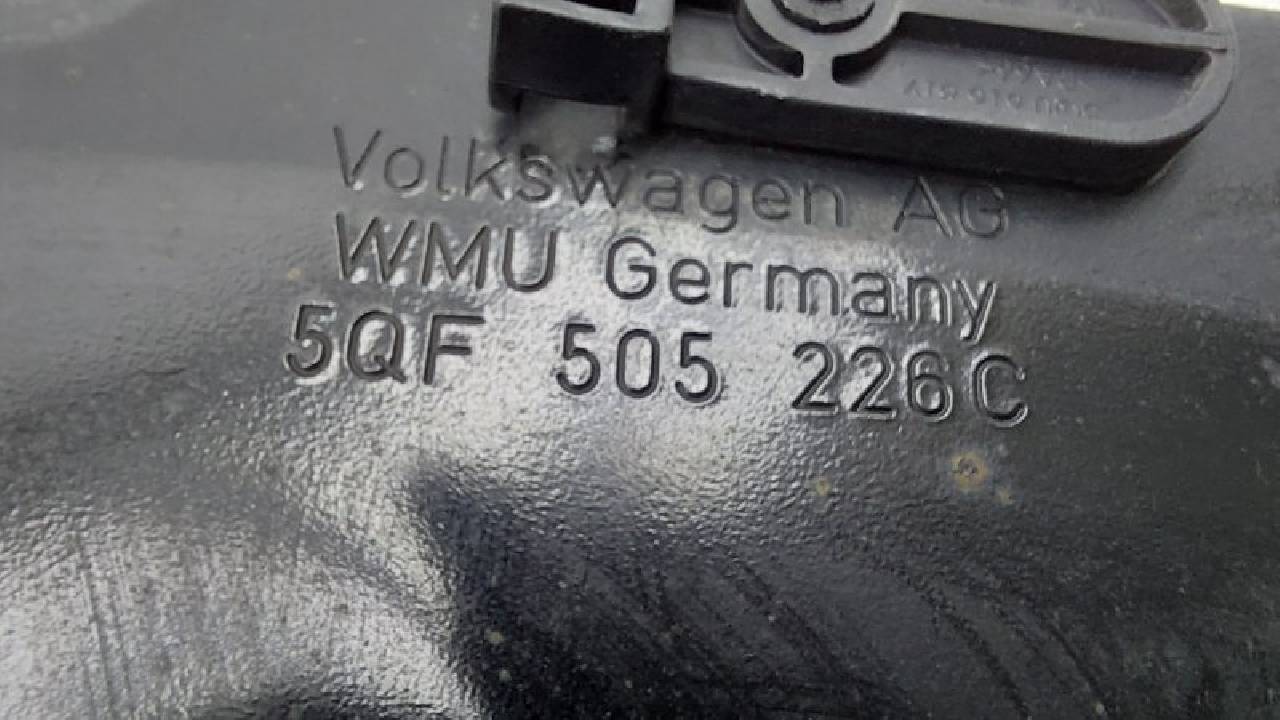 Volkswagen AG
WMU Germany
5QF 505 226C